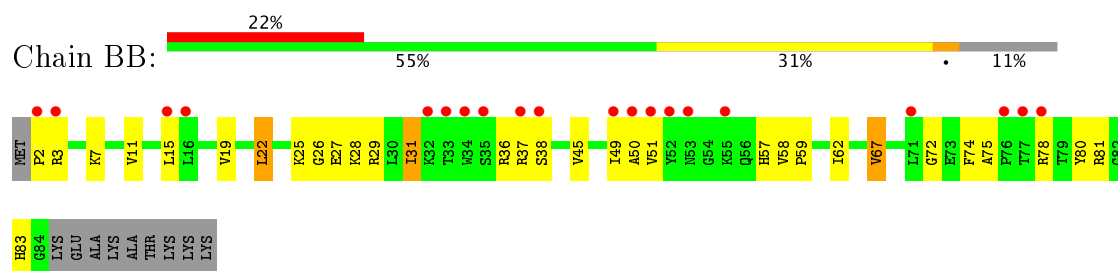 22%
Chain BB:
55% 31% • 11%
MET P2 R3 K7 V11 L15 L16 V19 L22 K25 G26 E27 K28 R29 L30 I31 K32 T33 W34 S35 R36 R37 S38 V45 I49 A50 V51 Y52 N53 G54 K55 Q56 H57 V58 P59 I62 V67 L71 G72 E73 F74 A75 P76 T77 R78 T79 Y80 R81 G82
H83 G84 LYS GLU ALA LYS ALA THR LYS LYS LYS